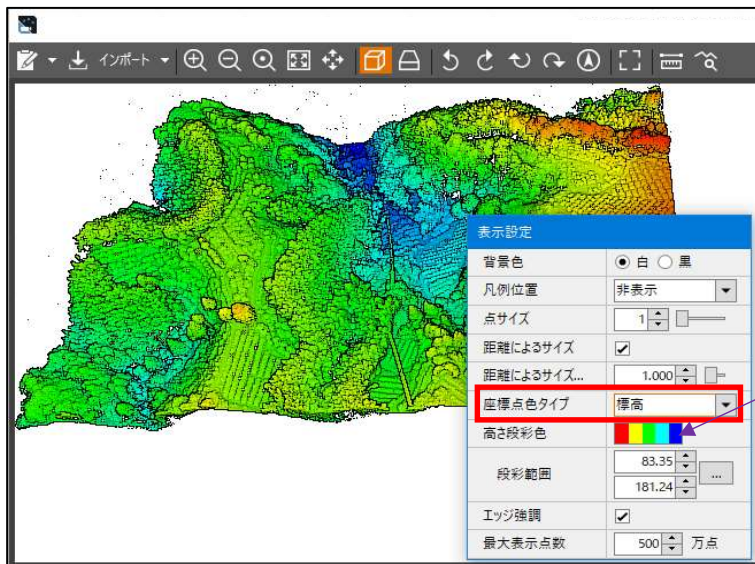 インポート
表示設定
背景色 白 黒
凡例位置 非表示
点サイズ 1
距離によるサイズ
距離によるサイズ... 1.000
座標点色タイプ 標高
高さ段彩色
段彩範囲 83.35
181.24 ...
エッジ強調
最大表示点数 500 万点